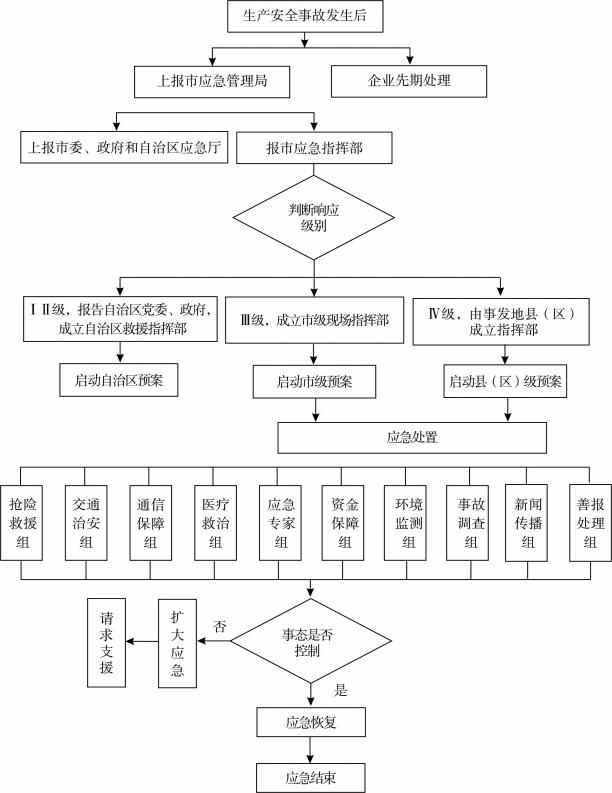 生产安全事故发生后
上报市应急管理局
企业先期处理
上报市委、政府和自治区应急厅
报市应急指挥部
判断响应
级别
ⅠⅡ级，报告自治区党委、政府，
成立自治区救援指挥部
Ⅲ级，成立市级现场指挥部
Ⅳ级，由事发地县（区）
成立指挥部
启动自治区预案
启动市级预案
启动县（区）级预案
应急处置
抢险
救援
组
交通
治安
组
通信
保障
组
医疗
救治
组
应急
专家
组
资金
保障
组
环境
监测
组
事故
调查
组
新闻
传播
组
善报
处理
组
请求支援
扩大应急
否
事态是否
控制
是
应急恢复
应急结束